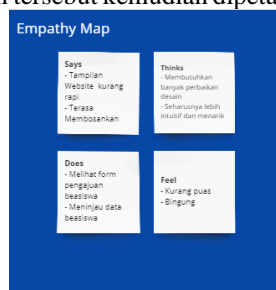 tersebut kemudian
Empathy Map
Says
- Tampilan
Website kurang
rapi
- Terasa
Membosankan
Thinks
- Membutuhkan
banyak perbaikan
desain
- Seharusnya lebih
intuitif dan menarik
Does
- Melihat form
pengajuan
beasiswa
- Meninjau data
beasiswa
Feel
- Kurang puas
- Bingung